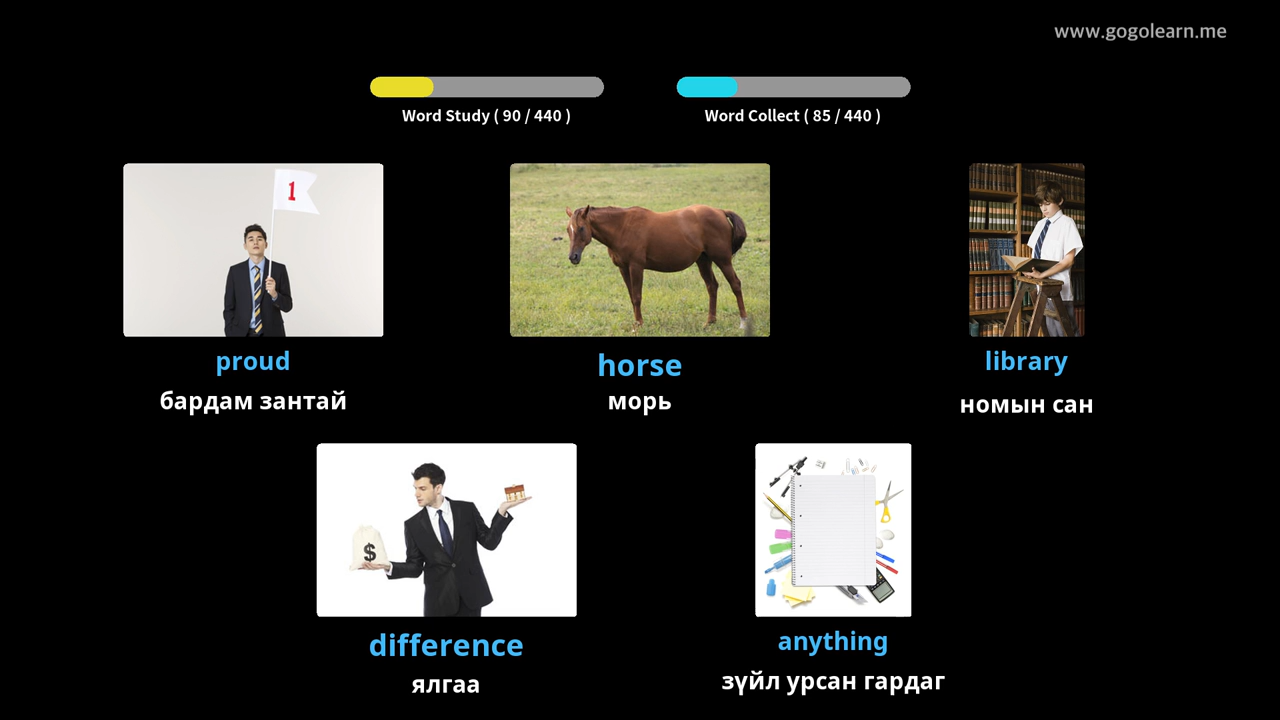 www.gogolearn.me
Word Study ( 90 / 440 )
Word Collect ( 85 / 440 )
1
proud
бардам зантай
horse
морь
library
номын сан
$
difference
ялгаа
anything
зүйл урсан гардаг